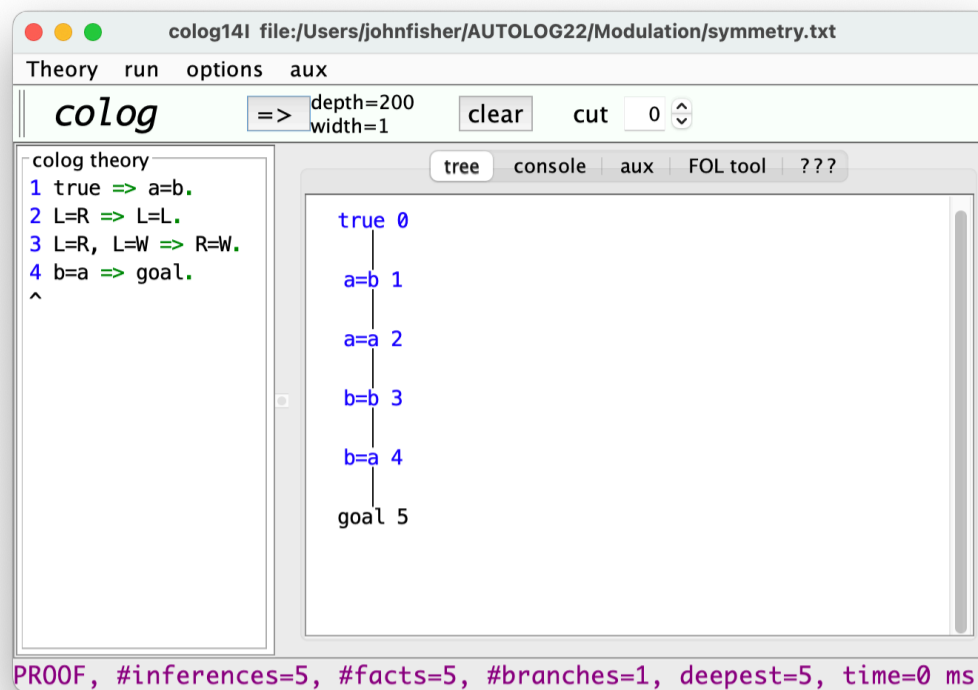 colog14I file:/Users/johnfisher/AUTOLOG22/Modulation/symmetry.txt
Theory run options aux
colog => depth=200 width=1 clear cut 0
colog theory
1 true => a=b.
2 L=R => L=L.
3 L=R, L=W => R=W.
4 b=a => goal.
^
tree console aux FOL tool ???
true 0
a=b 1
a=a 2
b=b 3
b=a 4
goal 5
PROOF, #inferences=5, #facts=5, #branches=1, deepest=5, time=0 ms